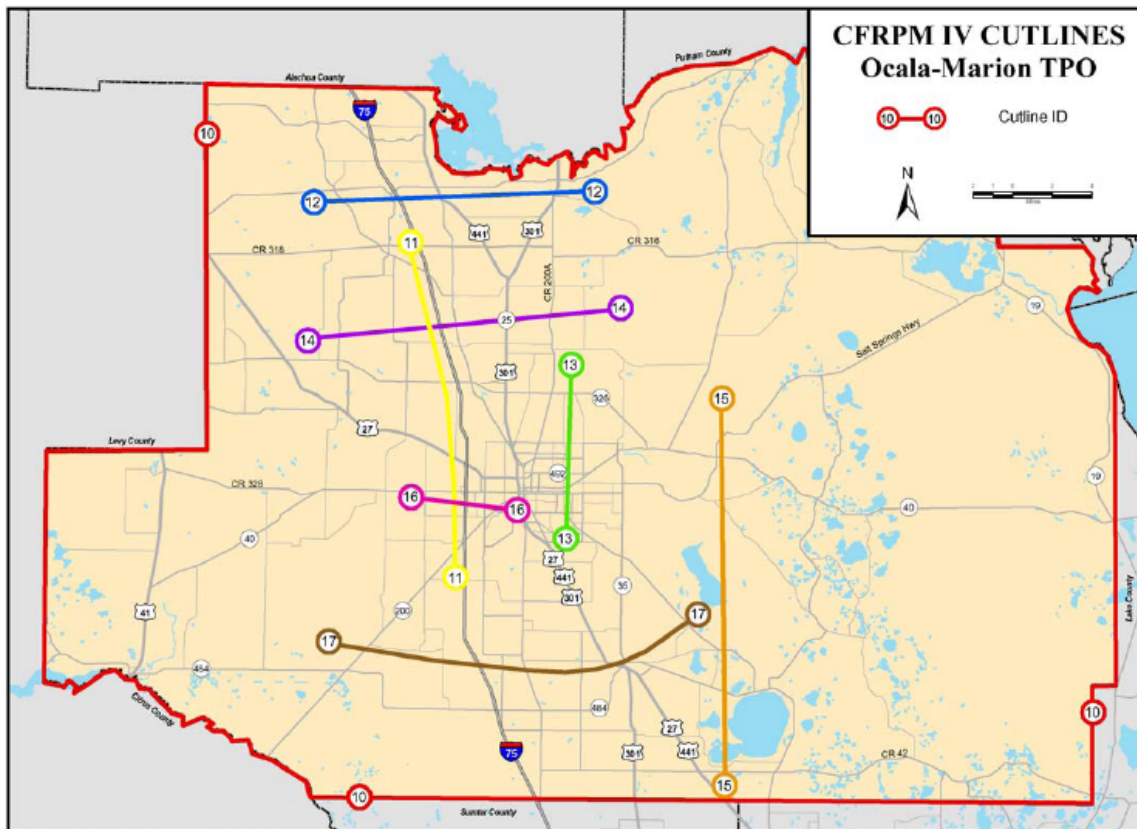 CFRPM IV CUTLINES
Ocala-Marion TPO
10 10 Cutline ID
N
Miles
Putnam County
Alachua County
75
10
12
12
11
441
301
CR 318
CR 316
CR 200A
19
14
25
14
Salt Springs Hwy
13
301
326
15
27
Levy County
492
19
CR 328
16
16
40
40
13
27
11
441
35
301
200
41
17
17
Lake County
484
Citrus County
484
10
27
75
301
441
CR 42
15
10
Sumter County